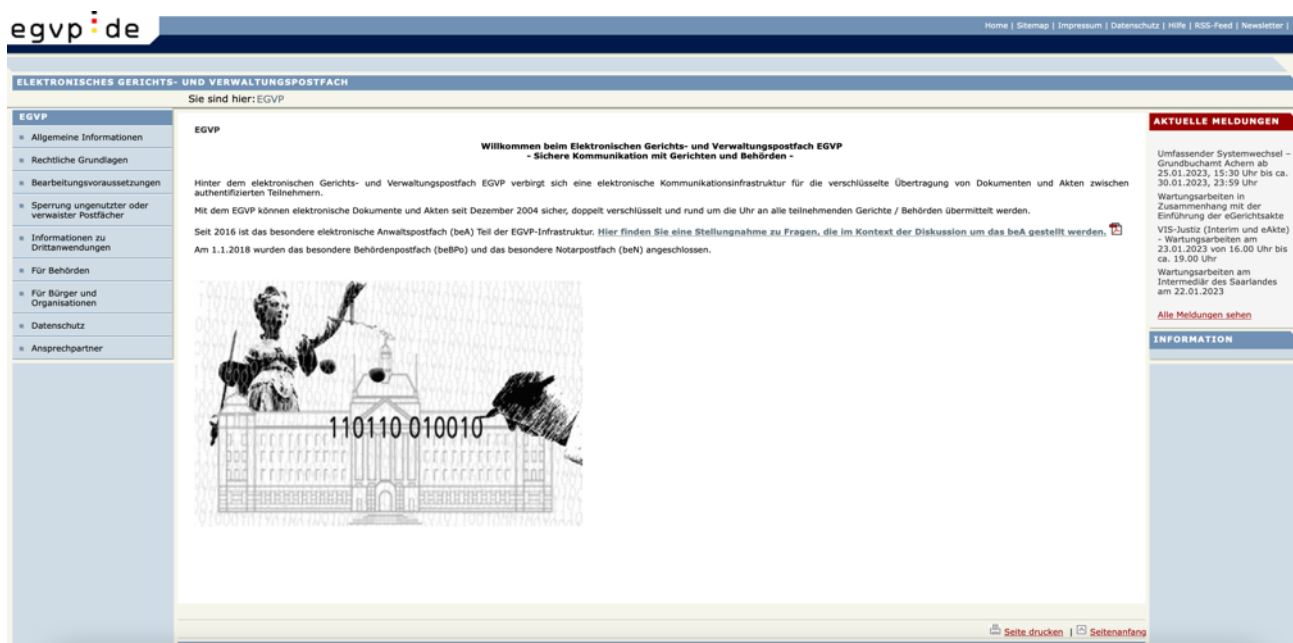 egvp de
Home | Sitemap | Impressum | Datenschutz | Hilfe | RSS-Feed | Newsletter |
ELEKTRONISCHES GERICHTS- UND VERWALTUNGSPOSTFACH
Sie sind hier: EGVP
EGVP
Allgemeine Informationen
Rechtliche Grundlagen
Bearbeitungsvoraussetzungen
Sperrung ungenutzter oder
verwaister Postfächer
Informationen zu
Drittanwendungen
Für Behörden
Für Bürger und
Organisationen
Datenschutz
Ansprechpartner
EGVP
Willkommen beim Elektronischen Gerichts- und Verwaltungspostfach EGVP
- Sichere Kommunikation mit Gerichten und Behörden -
Hinter dem elektronischen Gerichts- und Verwaltungspostfach EGVP verbirgt sich eine elektronische Kommunikationsinfrastruktur für die verschlüsselte Übertragung von Dokumenten und Akten zwischen
authentifizierten Teilnehmern.
Mit dem EGVP können elektronische Dokumente und Akten seit Dezember 2004 sicher, doppelt verschlüsselt und rund um die Uhr an alle teilnehmenden Gerichte / Behörden übermittelt werden.
Seit 2016 ist das besondere elektronische Anwaltspostfach (beA) Teil der EGVP-Infrastruktur. Hier finden Sie eine Stellungnahme zu Fragen, die im Kontext der Diskussion um das beA gestellt werden.
Am 1.1.2018 wurden das besondere Behördenpostfach (beBPo) und das besondere Notarpostfach (beN) angeschlossen.
110110 010010
AKTUELLE MELDUNGEN
Umfassender Systemwechsel –
Grundbuchamt Achern ab
25.01.2023, 15:30 Uhr bis ca.
30.01.2023, 23:59 Uhr
Wartungsarbeiten in
Zusammenhang mit der
Einführung der eGerichtsakte
VIS-Justiz (Interim und eAkte)
- Wartungsarbeiten am
23.01.2023 von 16.00 Uhr bis
ca. 19.00 Uhr
Wartungsarbeiten am
Intermediär des Saarlandes
am 22.01.2023
Alle Meldungen sehen
INFORMATION
Seite drucken | Seitenanfang